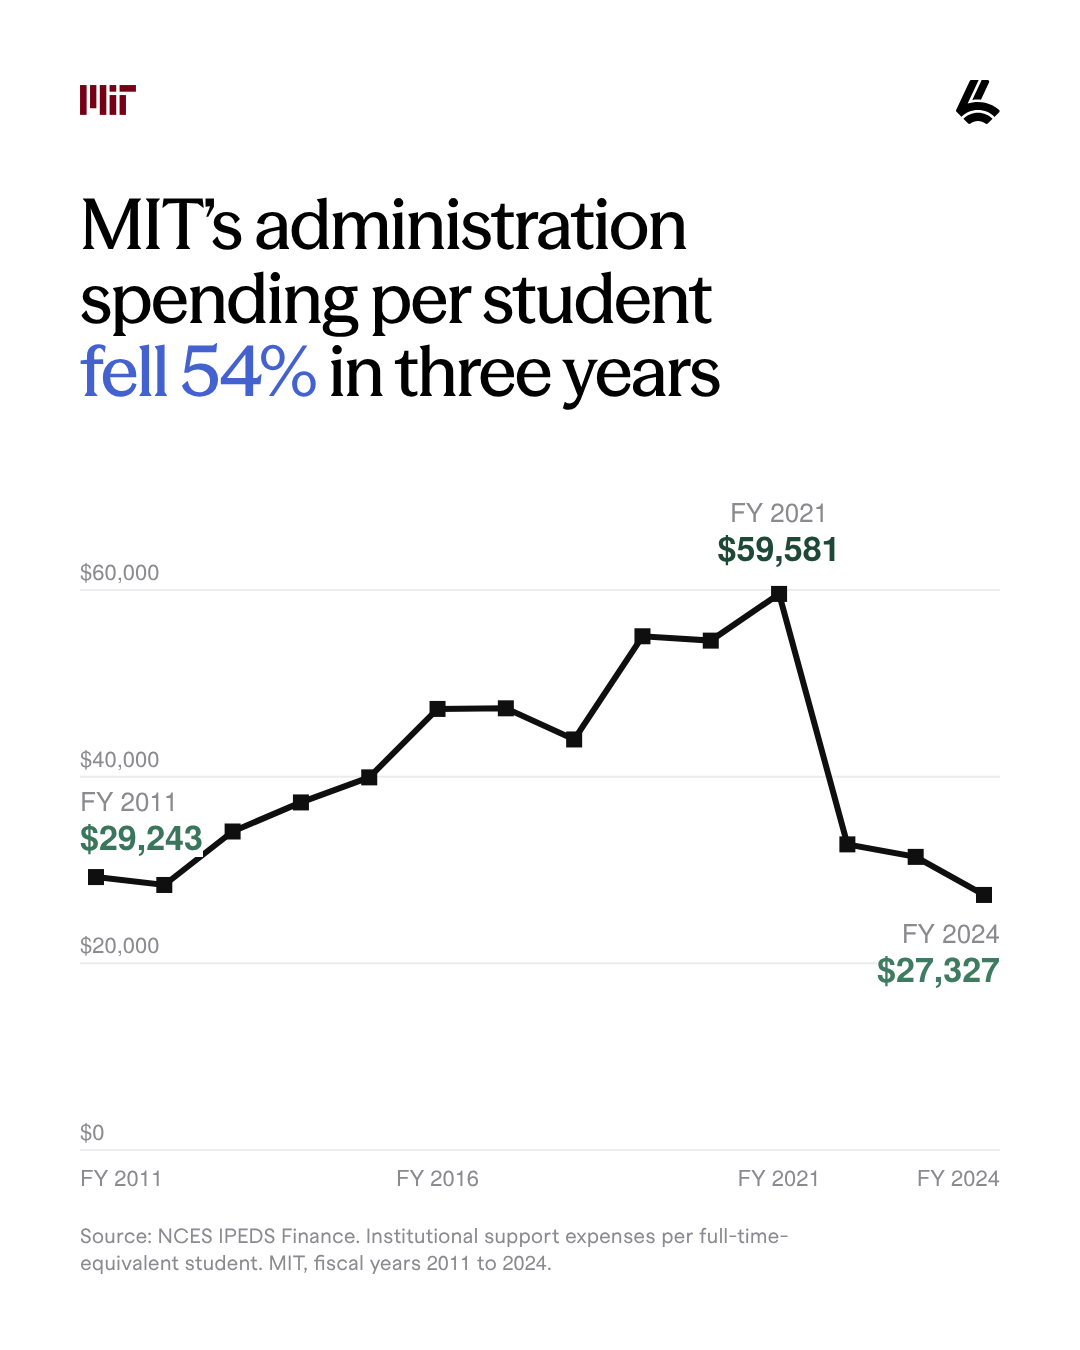 MIT
MIT’s administration
spending per student
fell 54% in three years
FY 2021
$59,581
$60,000
$40,000
FY 2011
$29,243
$20,000
FY 2024
$27,327
$0
FY 2011 FY 2016 FY 2021 FY 2024
Source: NCES IPEDS Finance. Institutional support expenses per full-time-
equivalent student. MIT, fiscal years 2011 to 2024.